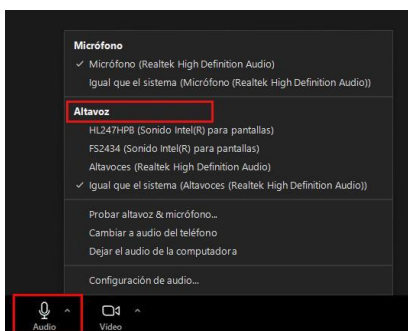 Micrófono
Micrófono (Realtek High Definition Audio)
Igual que el sistema (Micrófono (Realtek High Definition Audio))
Altavoz
HL247HPB (Sonido Intel(R) para pantallas)
FS2434 (Sonido Intel(R) para pantallas)
Altavoces (Realtek High Definition Audio)
Igual que el sistema (Altavoces (Realtek High Definition Audio))
Probar altavoz & micrófono...
Cambiar a audio del teléfono
Dejar el audio de la computadora
Configuración de audio...
Audio Video